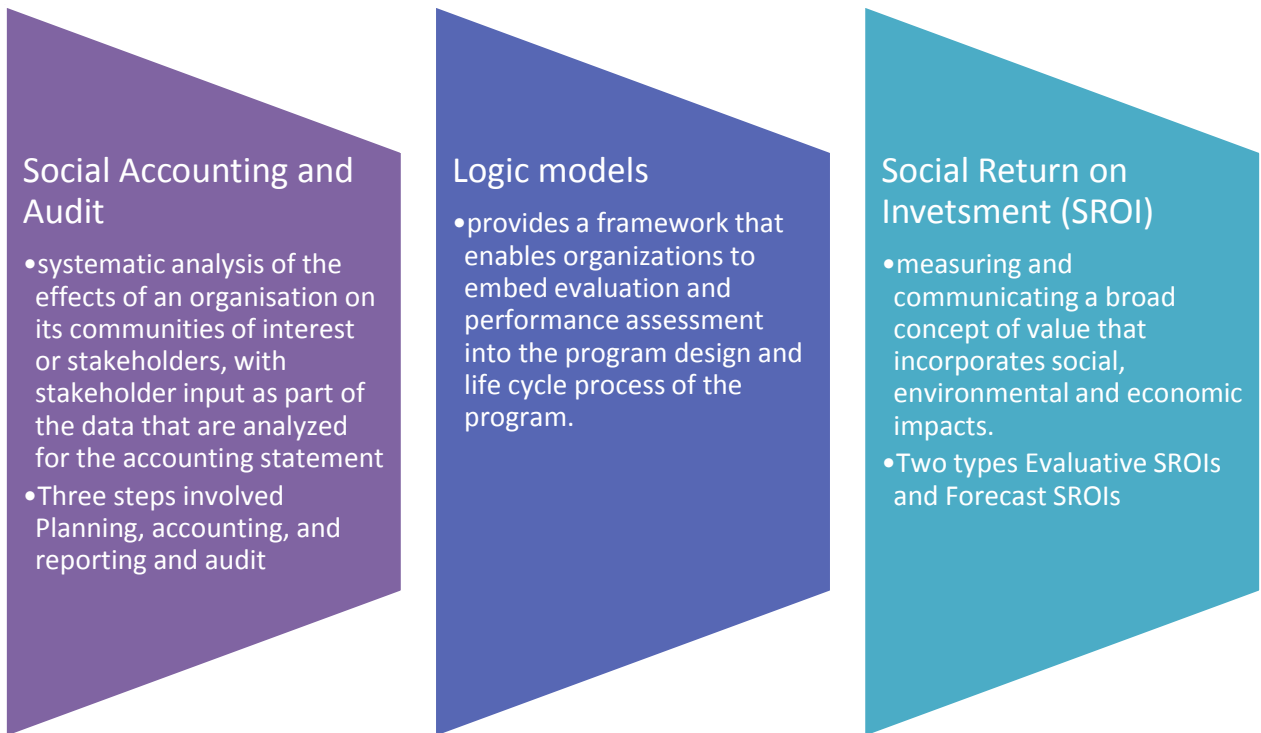 Social Accounting and
Audit
•systematic analysis of the
effects of an organisation on
its communities of interest
or stakeholders, with
stakeholder input as part of
the data that are analyzed
for the accounting statement
•Three steps involved
Planning, accounting, and
reporting and audit
Logic models
•provides a framework that
enables organizations to
embed evaluation and
performance assessment
into the program design and
life cycle process of the
program.
Social Return on
Invetsment (SROI)
•measuring and
communicating a broad
concept of value that
incorporates social,
environmental and economic
impacts.
•Two types Evaluative SROIs
and Forecast SROIs